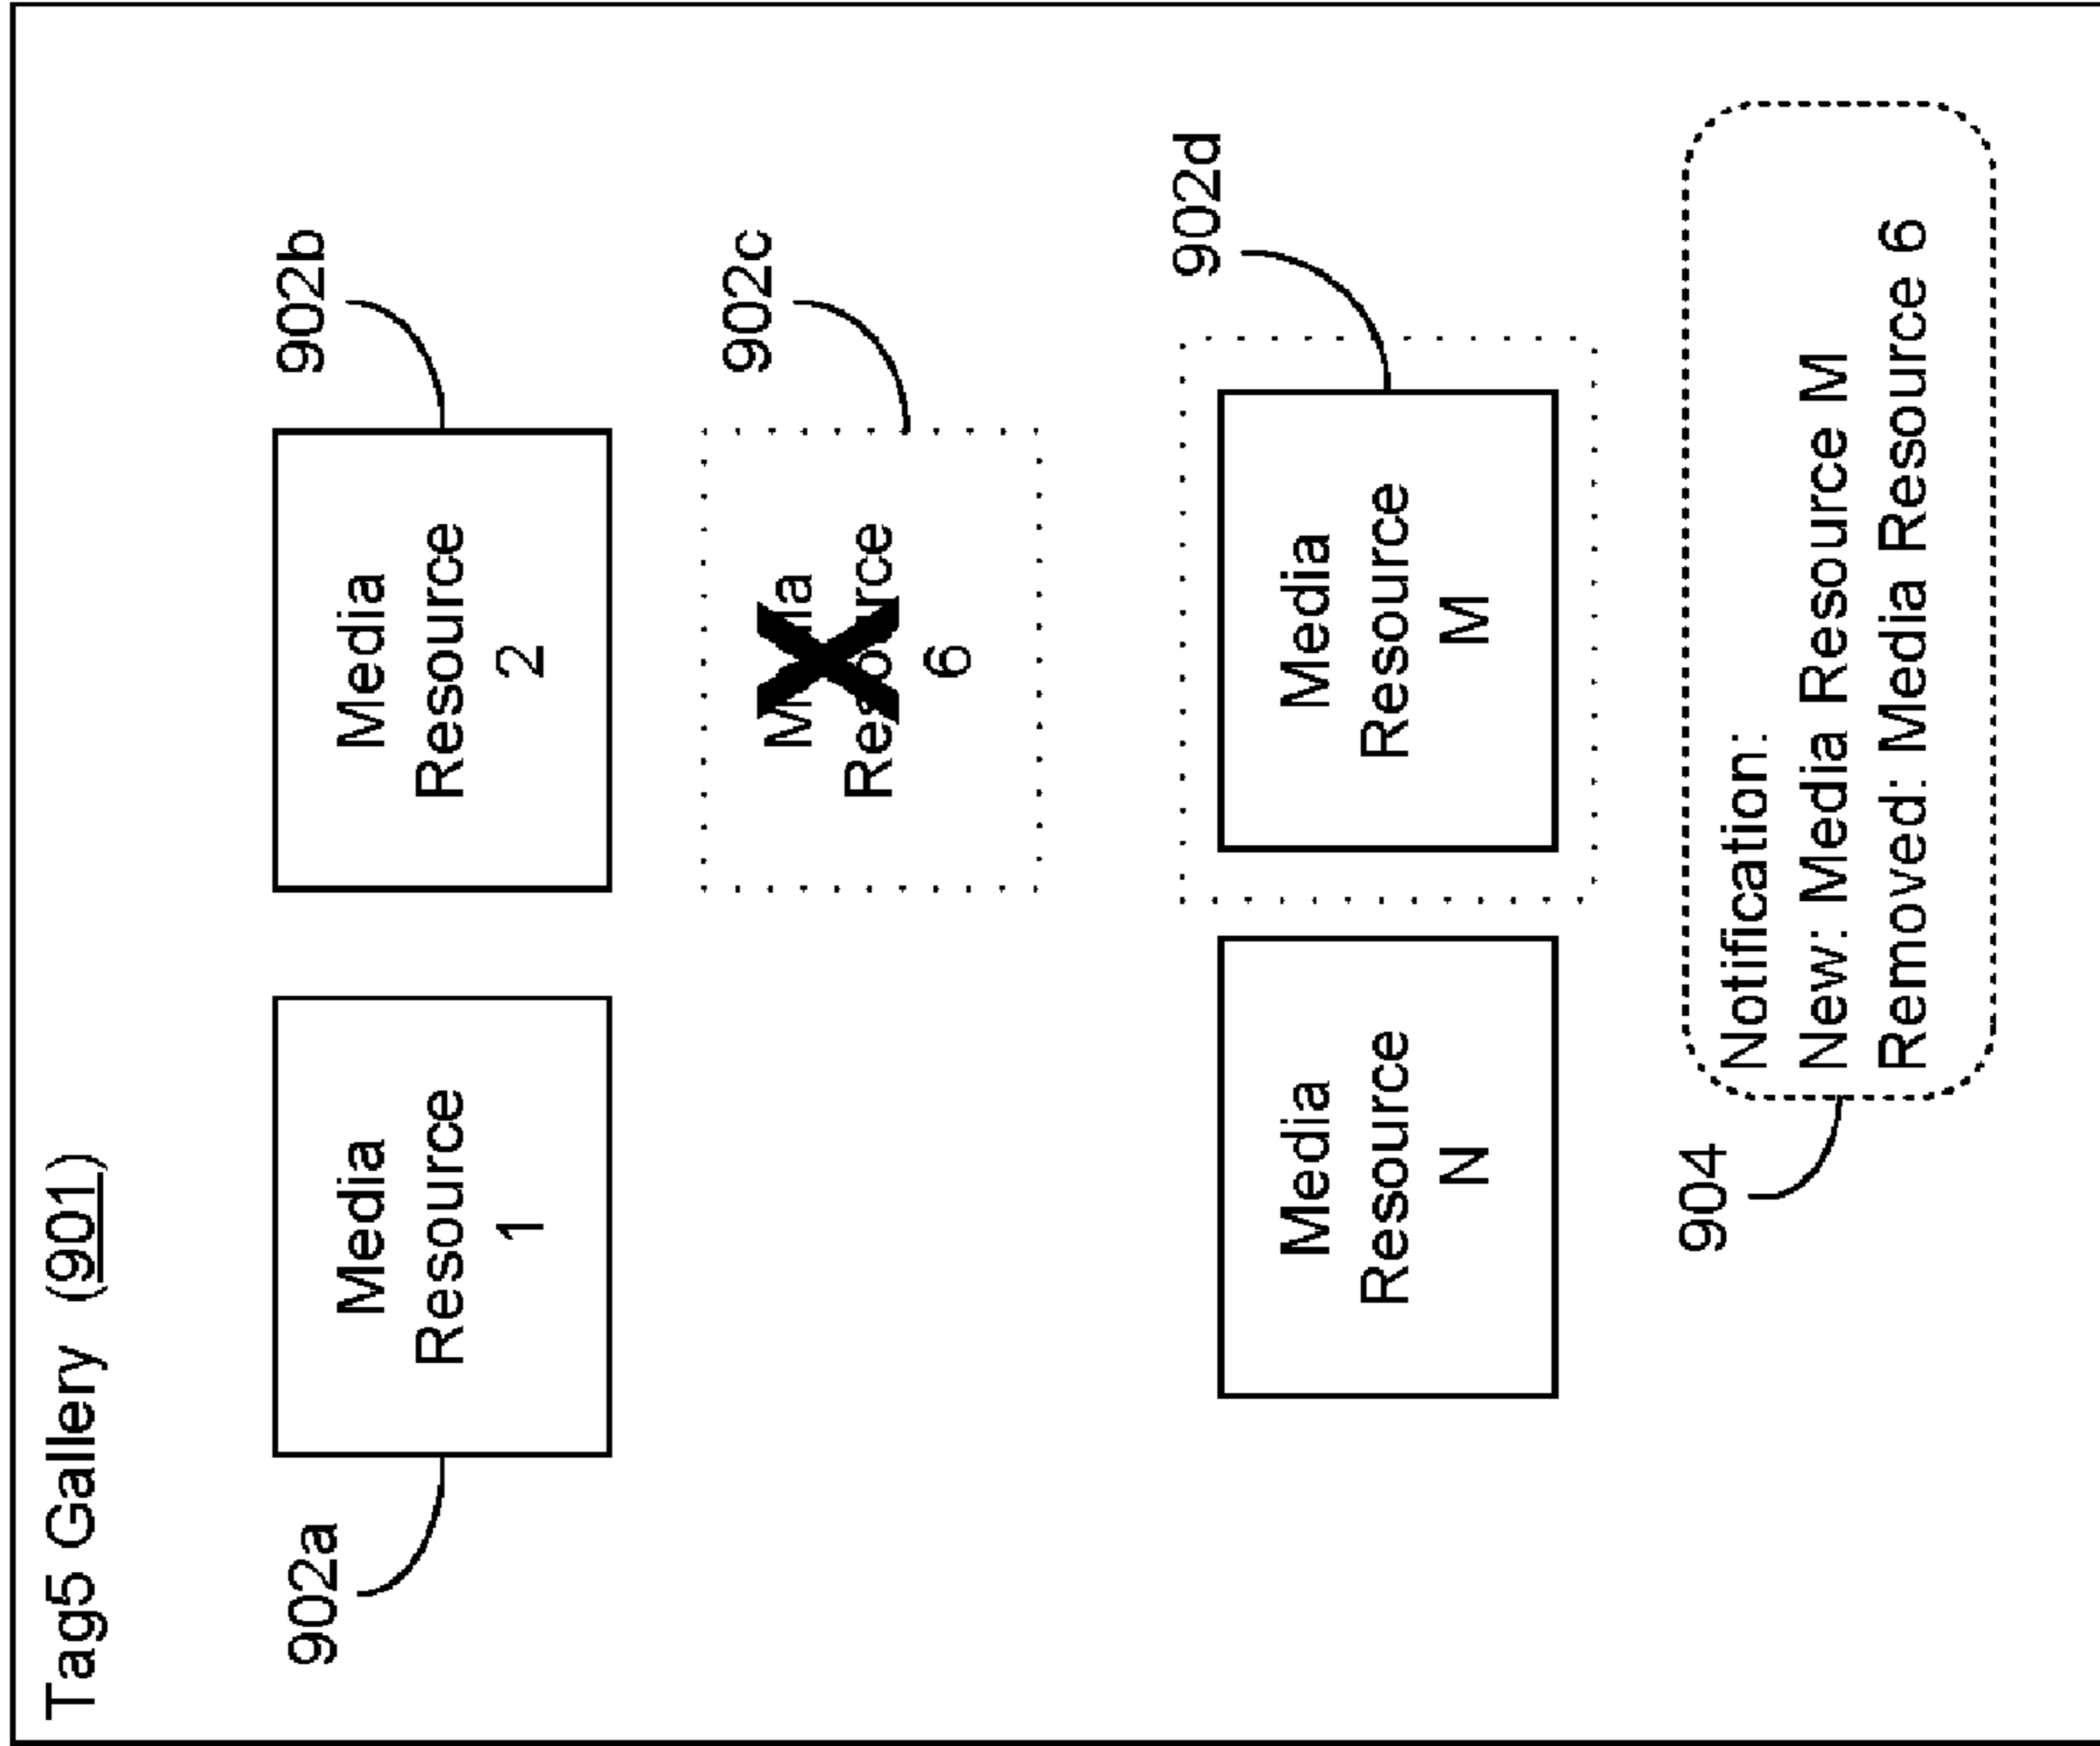 Tag5 Gallery (901)
902a
Media
Resource
1
902b
Media
Resource
2
902c
Media
Resource
6
Media
Resource
N
902d
Media
Resource
M
904
Notification:
New: Media Resource M
Removed: Media Resource 6